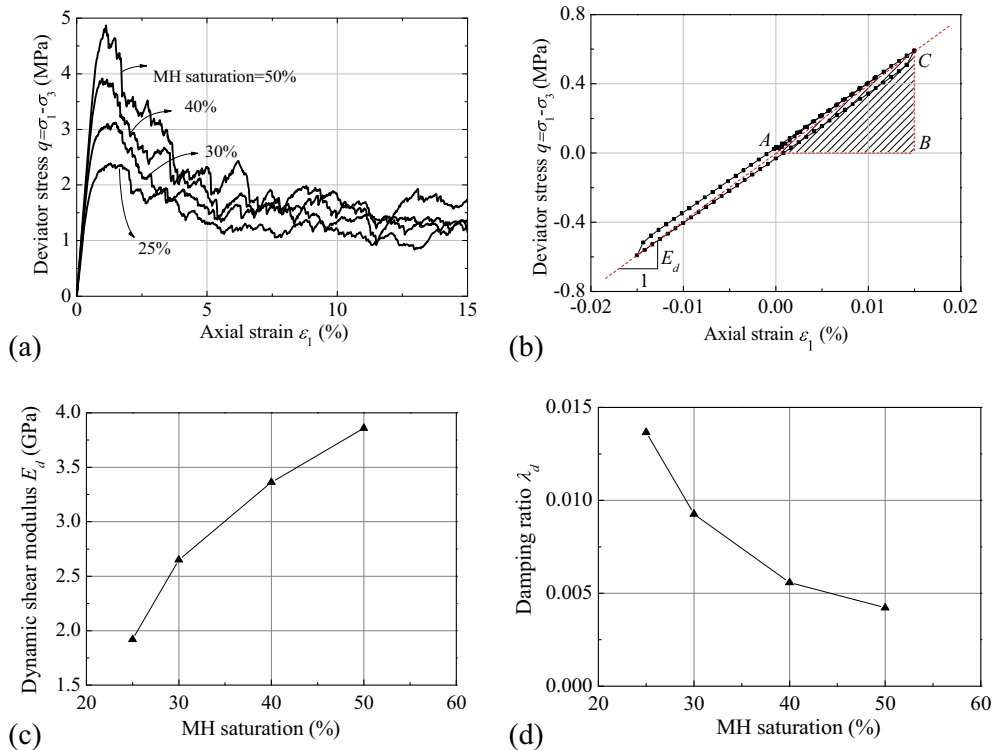 5
4
3
2
1
0
0
5
10
15
Deviator stress q=σ₁-σ₃ (MPa)
Axial strain ε₁ (%)
MH saturation=50%
40%
30%
25%
(a)
0.8
0.4
0.0
-0.4
-0.8
-0.02
-0.01
0.00
0.01
0.02
Deviator stress q=σ₁-σ₃ (MPa)
Axial strain ε₁ (%)
A
B
C
E_d
1
(b)
4.0
3.5
3.0
2.5
2.0
1.5
20
30
40
50
60
Dynamic shear modulus E_d (GPa)
MH saturation (%)
(c)
0.015
0.010
0.005
0.000
20
30
40
50
60
Damping ratio λ_d
MH saturation (%)
(d)